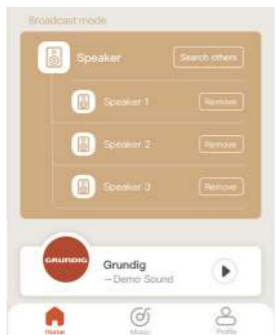 Broadcast mode
Speaker
Search others
Speaker 1
Remove
Speaker 2
Remove
Speaker 3
Remove
GRUNDIG
Grundig
– Demo Sound
Home
Music
Profile